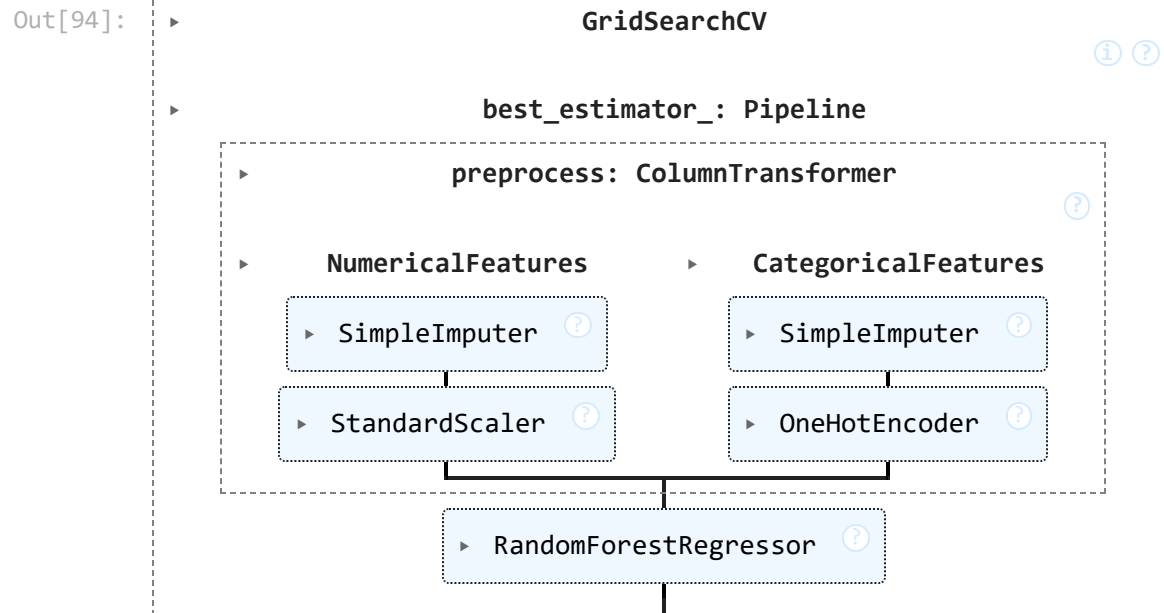 Out[94]:
▸ GridSearchCV
i ?
▸ best_estimator_: Pipeline
▸ preprocess: ColumnTransformer
?
▸ NumericalFeatures ▸ CategoricalFeatures
▸ SimpleImputer ? ▸ SimpleImputer ?
▸ StandardScaler ? ▸ OneHotEncoder ?
▸ RandomForestRegressor ?